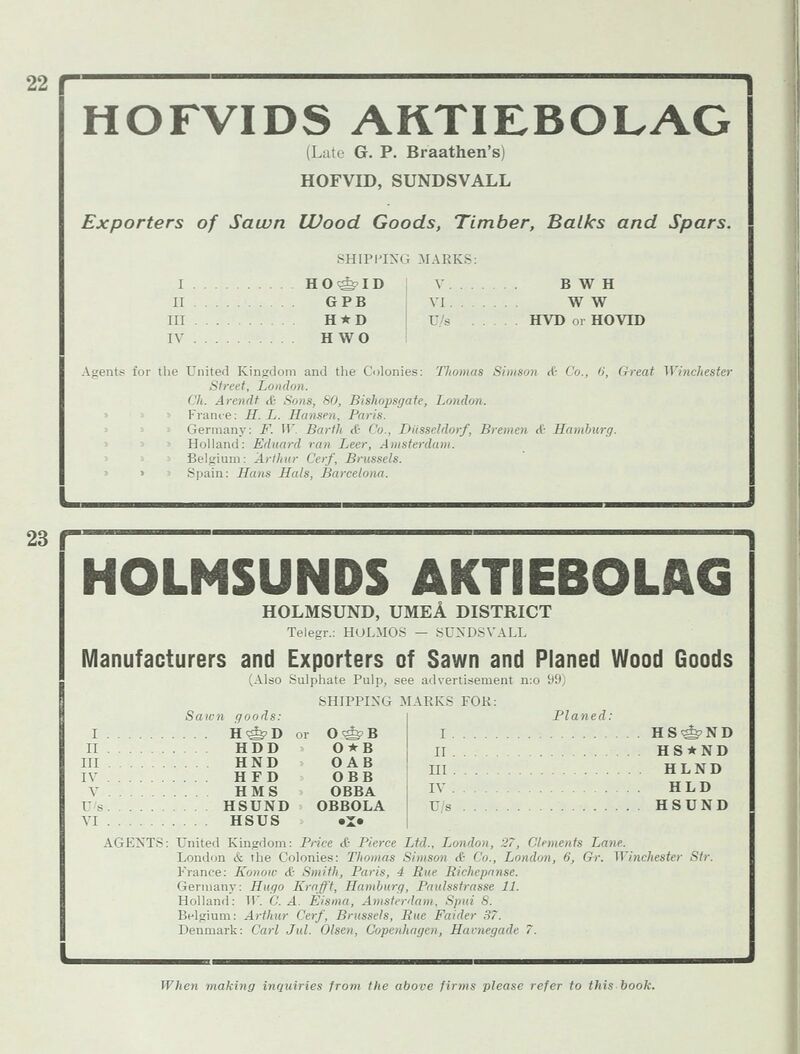 22
HOFVIDS AKTIEBOLAG
(Late G. P. Braathen's)
HOFVID, SUNDSVALL
Exporters of Sawn Wood Goods, Timber, Balks and Spars.
SHIPPING MARKS:
I . . . . . . . . . . HO♔ID
II . . . . . . . . . . GPB
III . . . . . . . . . . H★D
IV . . . . . . . . . . HWO
V . . . . . . . BWH
VI . . . . . . . WW
U/s . . . . . HVD or HOVID
Agents for the United Kingdom and the Colonies: Thomas Simson & Co., 6, Great Winchester
Street, London.
Ch. Arendt & Sons, 80, Bishopsgate, London.
» » » France: H. L. Hansen, Paris.
» » » Germany: F. W. Barth & Co., Düsseldorf, Bremen & Hamburg.
» » » Holland: Eduard van Leer, Amsterdam.
» » » Belgium: Arthur Cerf, Brussels.
» » » Spain: Hans Hals, Barcelona.
23
HOLMSUNDS AKTIEBOLAG
HOLMSUND, UMEÅ DISTRICT
Telegr.: HOLMOS — SUNDSVALL
Manufacturers and Exporters of Sawn and Planed Wood Goods
(Also Sulphate Pulp, see advertisement n:o 99)
SHIPPING MARKS FOR:
Sawn goods:
I . . . . . . . . . . H♔D or O♔B
II . . . . . . . . . . HDD » O★B
III . . . . . . . . . . HND » OAB
IV . . . . . . . . . . HFD » OBB
V . . . . . . . . . . HMS » OBBA
U/s. . . . . . . . . . HSUND » OBBOLA
VI . . . . . . . . . . HSUS » •X•
Planed:
I . . . . . . . . . . . . . . . . . . HS♔ND
II . . . . . . . . . . . . . . . . . . HS★ND
III . . . . . . . . . . . . . . . . . . HLND
IV . . . . . . . . . . . . . . . . . . HLD
U/s . . . . . . . . . . . . . . . . . . HSUND
AGENTS: United Kingdom: Price & Pierce Ltd., London, 27, Clements Lane.
London & the Colonies: Thomas Simson & Co., London, 6, Gr. Winchester Str.
France: Konow & Smith, Paris, 4 Rue Richepanse.
Germany: Hugo Krafft, Hamburg, Paulsstrasse 11.
Holland: W. C. A. Eisma, Amsterdam, Spui 8.
Belgium: Arthur Cerf, Brussels, Rue Faider 37.
Denmark: Carl Jul. Olsen, Copenhagen, Havnegade 7.
When making inquiries from the above firms please refer to this book.